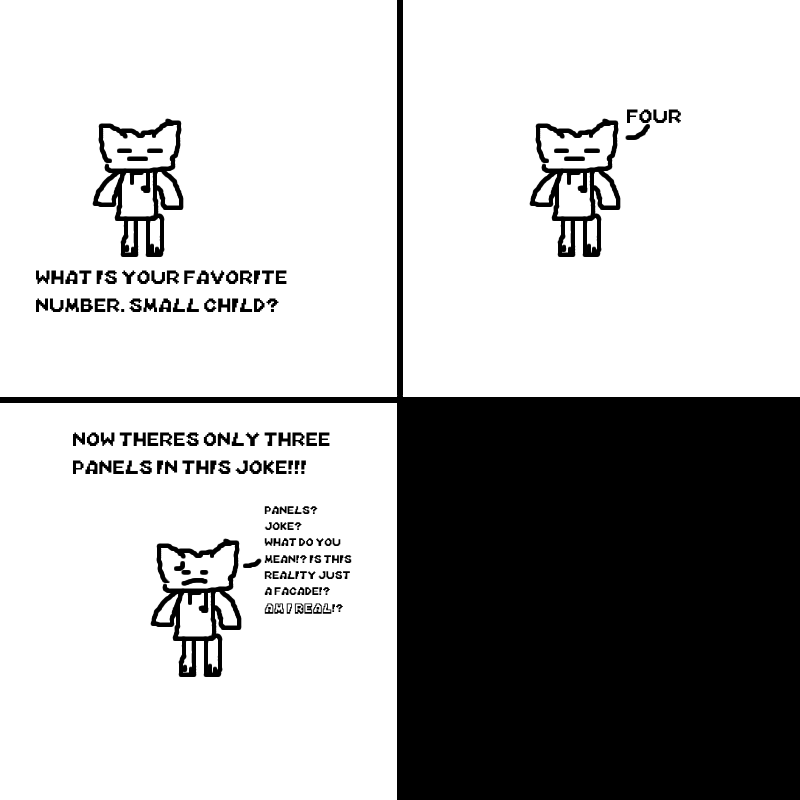 WHAT IS YOUR FAVORITE
NUMBER. SMALL CHILD?
FOUR
NOW THERES ONLY THREE
PANELS IN THIS JOKE!!!
PANELS?
JOKE?
WHAT DO YOU
MEAN!? IS THIS
REALITY JUST
A FACADE!?
AM I REAL!?